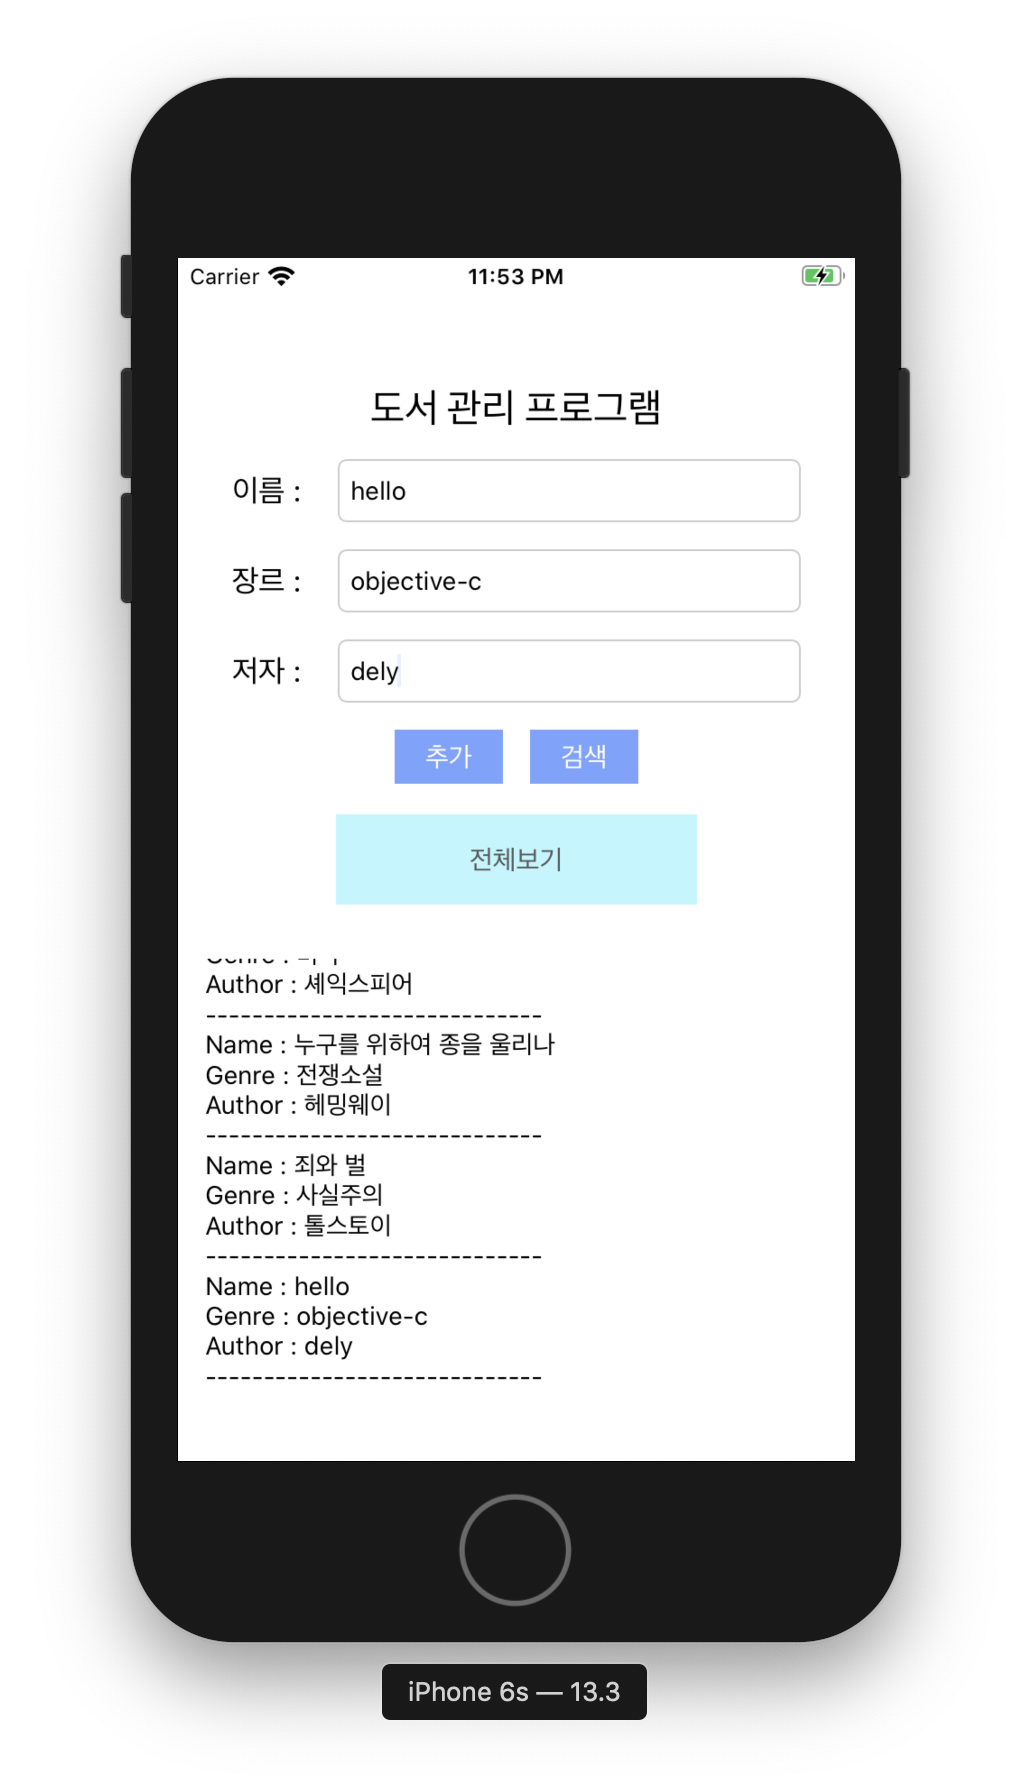 Carrier 11:53 PM
도서 관리 프로그램
이름 : hello
장르 : objective-c
저자 : dely
추가 검색
전체보기
Genre :
Author : 셰익스피어
-----------------------------
Name : 누구를 위하여 종을 울리나
Genre : 전쟁소설
Author : 헤밍웨이
-----------------------------
Name : 죄와 벌
Genre : 사실주의
Author : 톨스토이
-----------------------------
Name : hello
Genre : objective-c
Author : dely
-----------------------------
iPhone 6s — 13.3